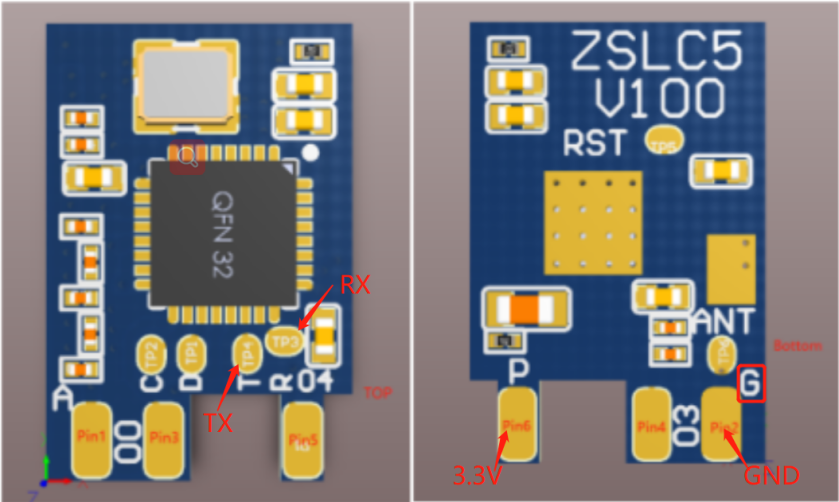 ZSLC5
V100
RST
TP5
QFN 32
RX
TP2
TP1
TP4
TP3
C
D
T
R
04
TOP
A
TX
Pin1
00
Pin3
Pin5
ANT
Bottom
P
G
Pin6
Pin4
03
Pin2
3.3V
GND
Z